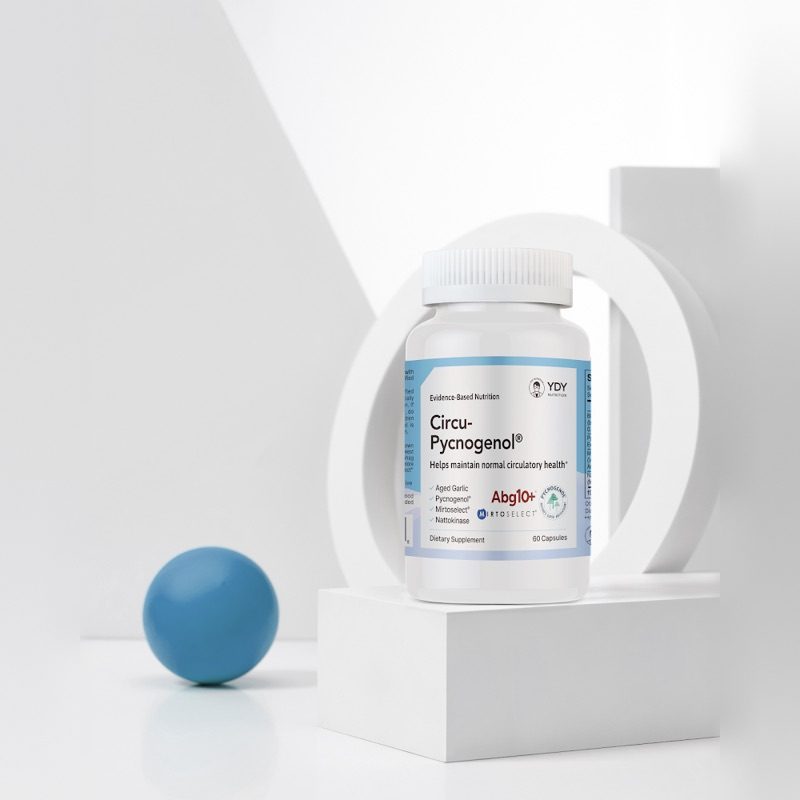 Evidence-Based Nutrition
YDY
NUTRITION
Circu-
Pycnogenol®
Helps maintain normal circulatory health*
✓ Aged Garlic
✓ Pycnogenol®
✓ Mirtoselect®
✓ Nattokinase
Abg10+
MIRTOSELECT®
PYCNOGENOL®
Dietary Supplement
60 Capsules